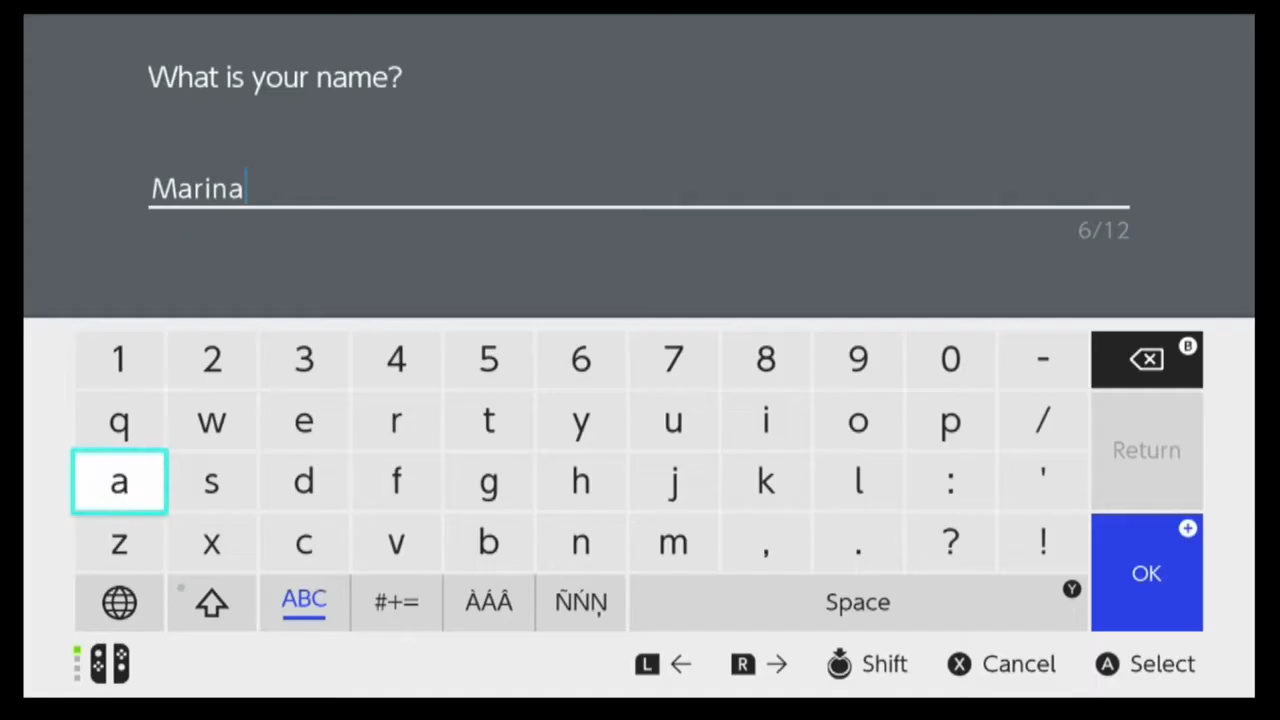 What is your name?
Marina
6/12
1 2 3 4 5 6 7 8 9 0 - B
q w e r t y u i o p / Return
a s d f g h j k l : '
z x c v b n m , . ? ! + OK
ABC #+= ÀÁÂ ÑŃŅ Space Y
L ← R → Shift X Cancel A Select